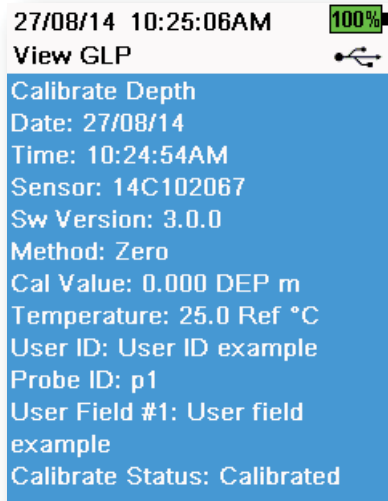 27/08/14 10:25:06AM 100%
View GLP
Calibrate Depth
Date: 27/08/14
Time: 10:24:54AM
Sensor: 14C102067
Sw Version: 3.0.0
Method: Zero
Cal Value: 0.000 DEP m
Temperature: 25.0 Ref °C
User ID: User ID example
Probe ID: p1
User Field #1: User field
example
Calibrate Status: Calibrated